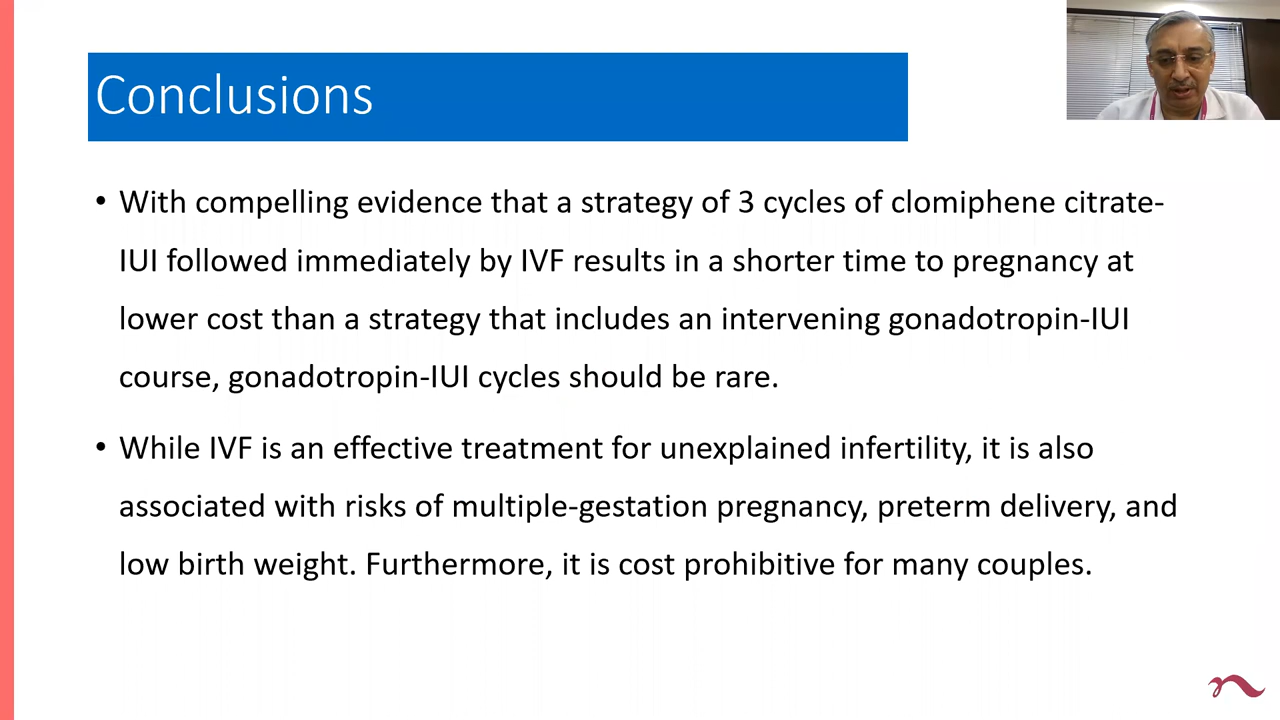 Conclusions
• With compelling evidence that a strategy of 3 cycles of clomiphene citrate-
IUI followed immediately by IVF results in a shorter time to pregnancy at
lower cost than a strategy that includes an intervening gonadotropin-IUI
course, gonadotropin-IUI cycles should be rare.
• While IVF is an effective treatment for unexplained infertility, it is also
associated with risks of multiple-gestation pregnancy, preterm delivery, and
low birth weight. Furthermore, it is cost prohibitive for many couples.